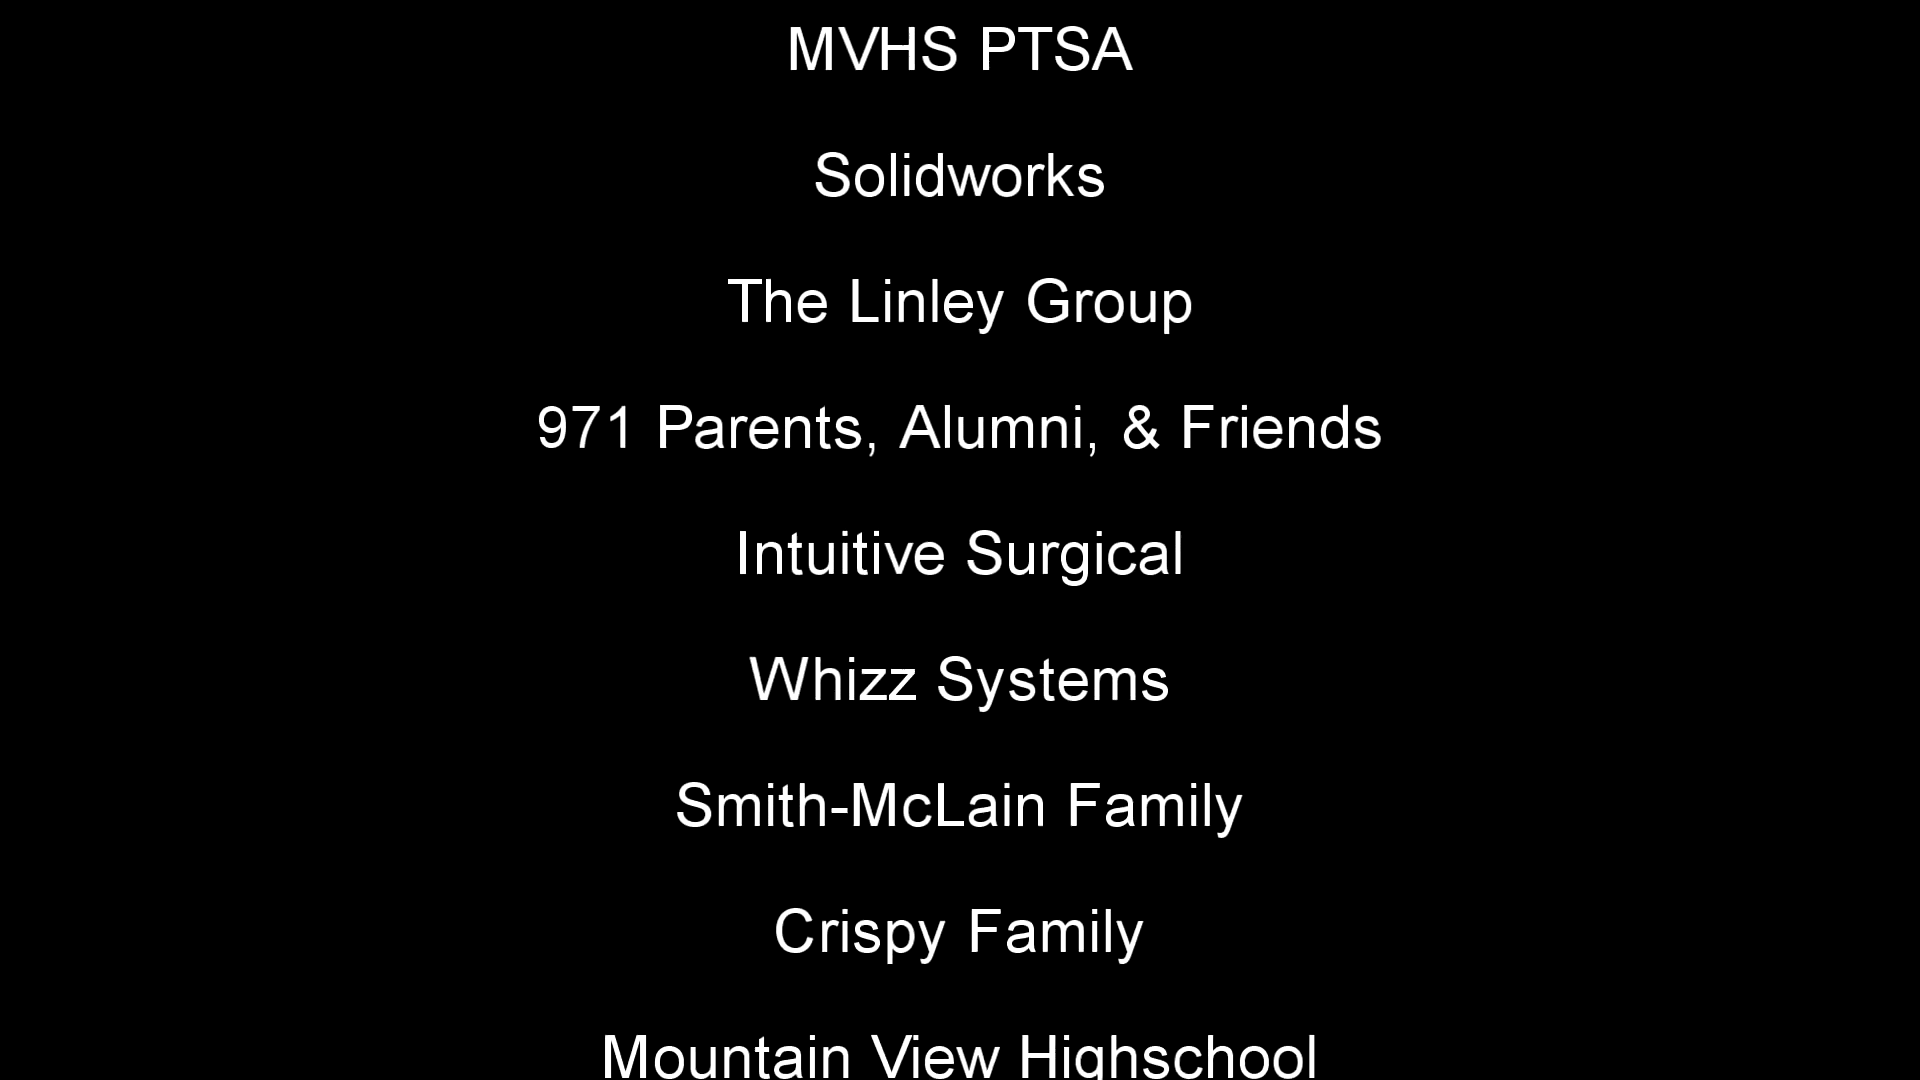 MVHS PTSA
Solidworks
The Linley Group
971 Parents, Alumni, & Friends
Intuitive Surgical
Whizz Systems
Smith-McLain Family
Crispy Family
Mountain View Highschool